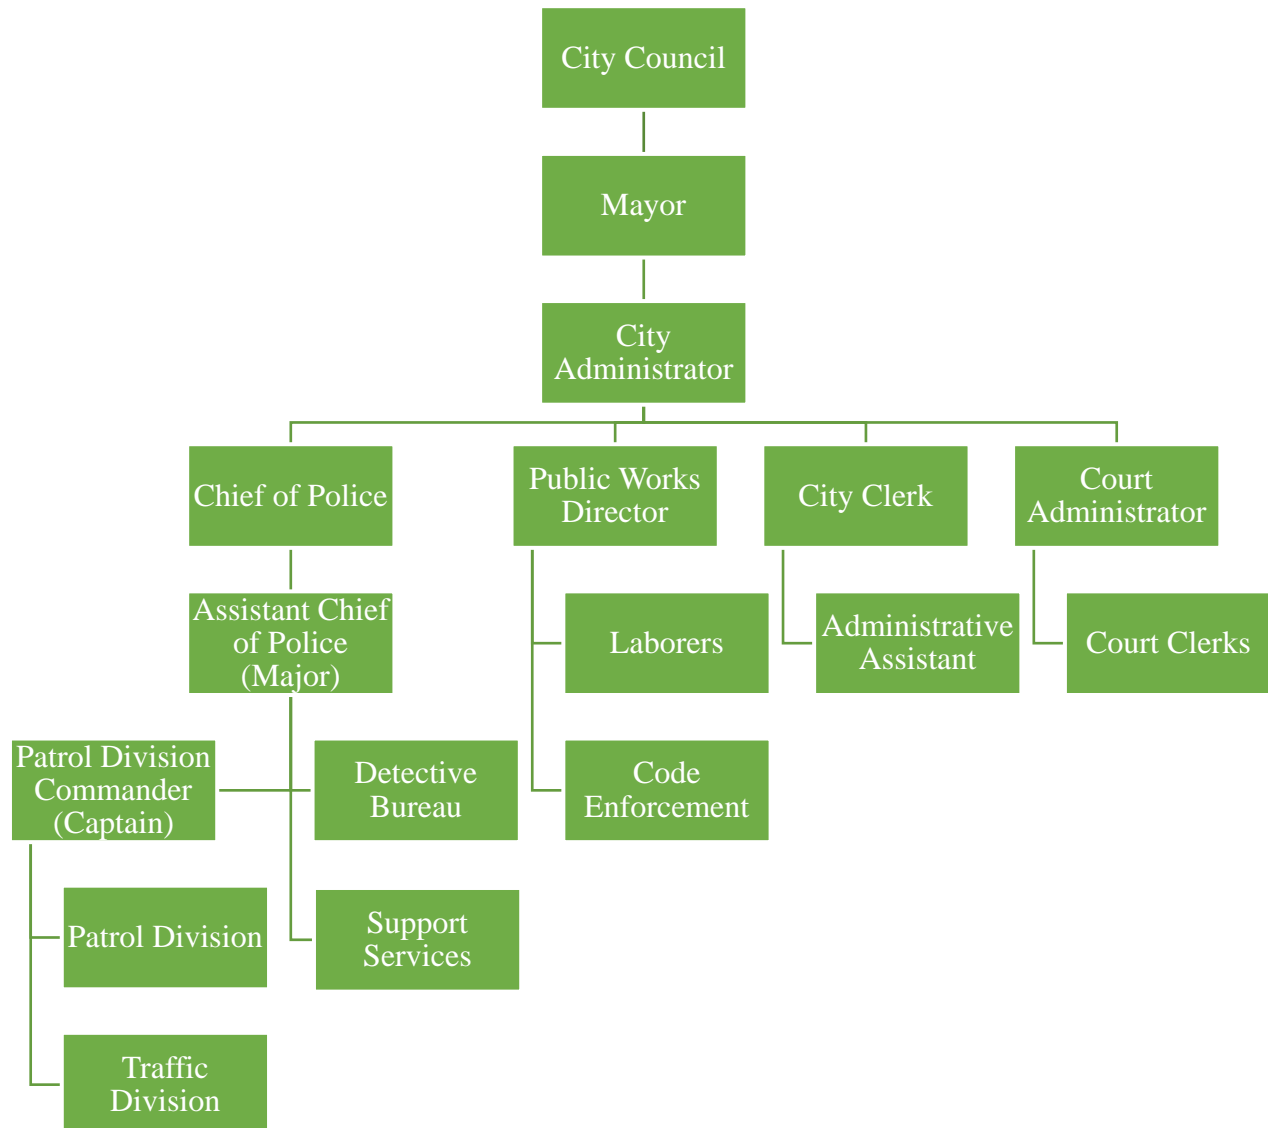 City Council
Mayor
City
Administrator
Chief of Police
Public Works
Director
City Clerk
Court
Administrator
Assistant Chief
of Police
(Major)
Laborers
Administrative
Assistant
Court Clerks
Patrol Division
Commander
(Captain)
Detective
Bureau
Code
Enforcement
Patrol Division
Support
Services
Traffic
Division